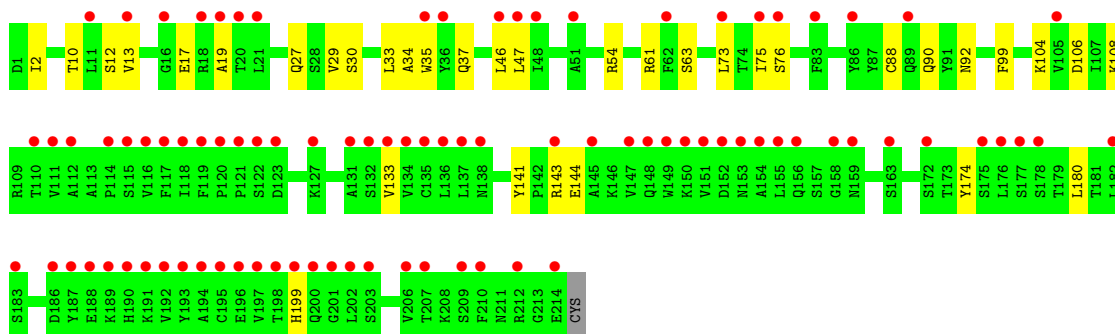 D1 I2 T10 L11 S12 V13 G16 E17 R18 A19 T20 L21 Q27 S28 V29 S30 L33 A34 W35 Y36 Q37 L46 L47 I48 A51 R54 R61 F62 S63 L73 T74 I75 S76 F83 Y86 Y87 C88 Q89 Q90 Y91 N92 F99 K104 V105 D106 I107 K108
R109 T110 V111 A112 A113 P114 S115 V116 F117 I118 F119 P120 P121 S122 D123 K127 A131 S132 V133 V134 C135 L136 L137 N138 Y141 P142 R143 E144 A145 K146 V147 Q148 W149 K150 V151 D152 N153 A154 L155 Q156 S157 G158 N159 S163 S172 T173 Y174 S175 L176 S177 S178 T179 L180 T181 L182
S183 D186 Y187 E188 K189 H190 K191 V192 Y193 A194 C195 E196 V197 T198 H199 Q200 G201 L202 S203 V206 T207 K208 S209 F210 N211 R212 G213 E214 CYS